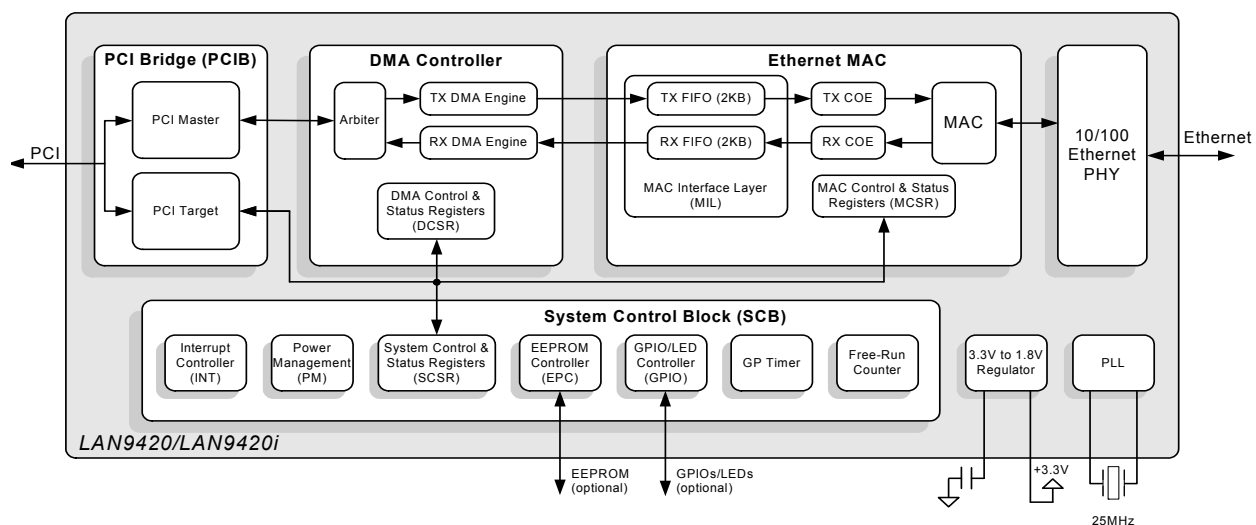 PCI Bridge (PCIB)
PCI Master
PCI Target
PCI
DMA Controller
Arbiter
TX DMA Engine
RX DMA Engine
DMA Control &
Status Registers
(DCSR)
Ethernet MAC
TX FIFO (2KB)
RX FIFO (2KB)
MAC Interface Layer
(MIL)
TX COE
RX COE
MAC
MAC Control & Status
Registers (MCSR)
10/100
Ethernet
PHY
Ethernet
System Control Block (SCB)
Interrupt
Controller
(INT)
Power
Management
(PM)
System Control &
Status Registers
(SCSR)
EEPROM
Controller
(EPC)
GPIO/LED
Controller
(GPIO)
GP Timer
Free-Run
Counter
3.3V to 1.8V
Regulator
PLL
LAN9420/LAN9420i
EEPROM
(optional)
GPIOs/LEDs
(optional)
+3.3V
25MHz